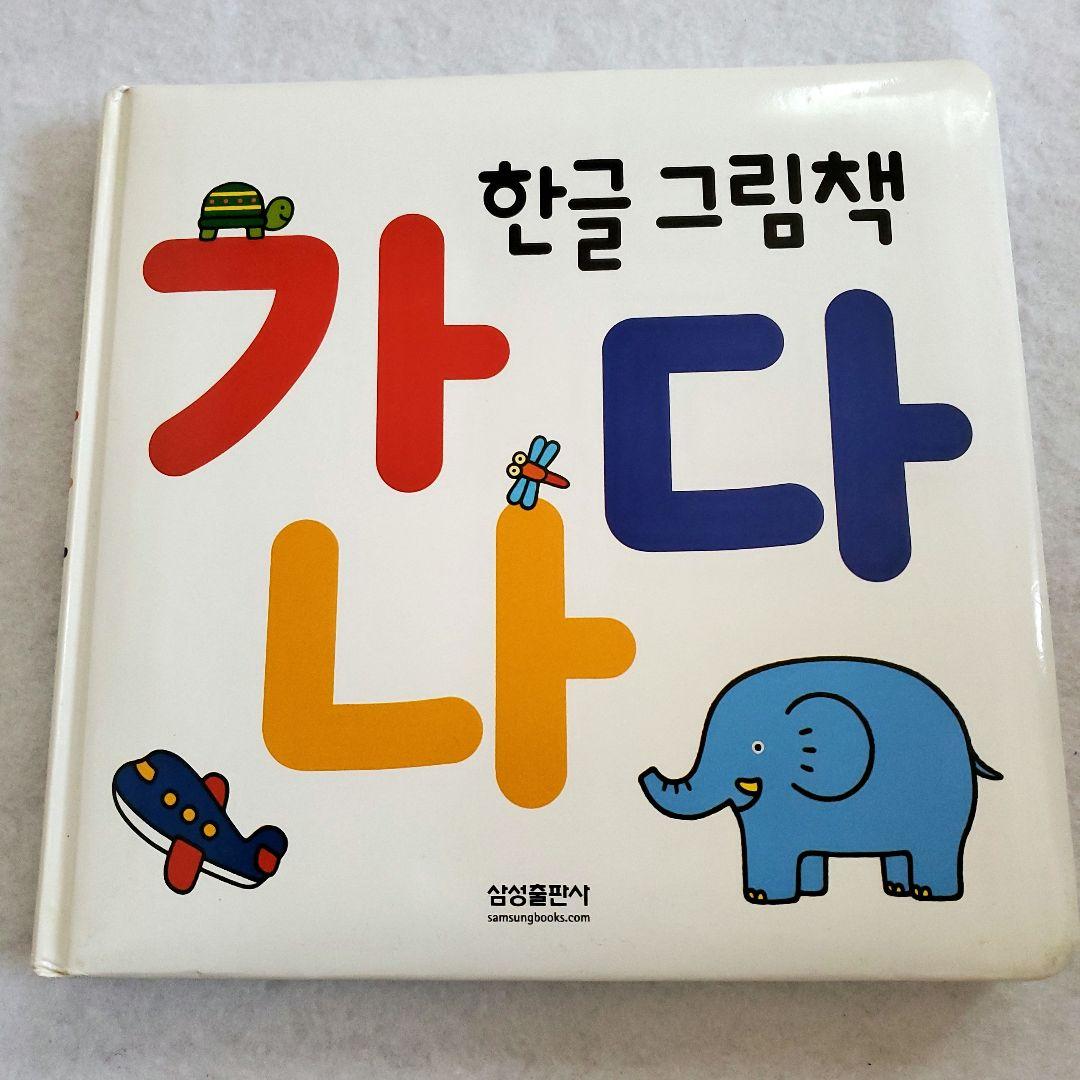 한글 그림책
가
나
다
삼성출판사
samsungbooks.com